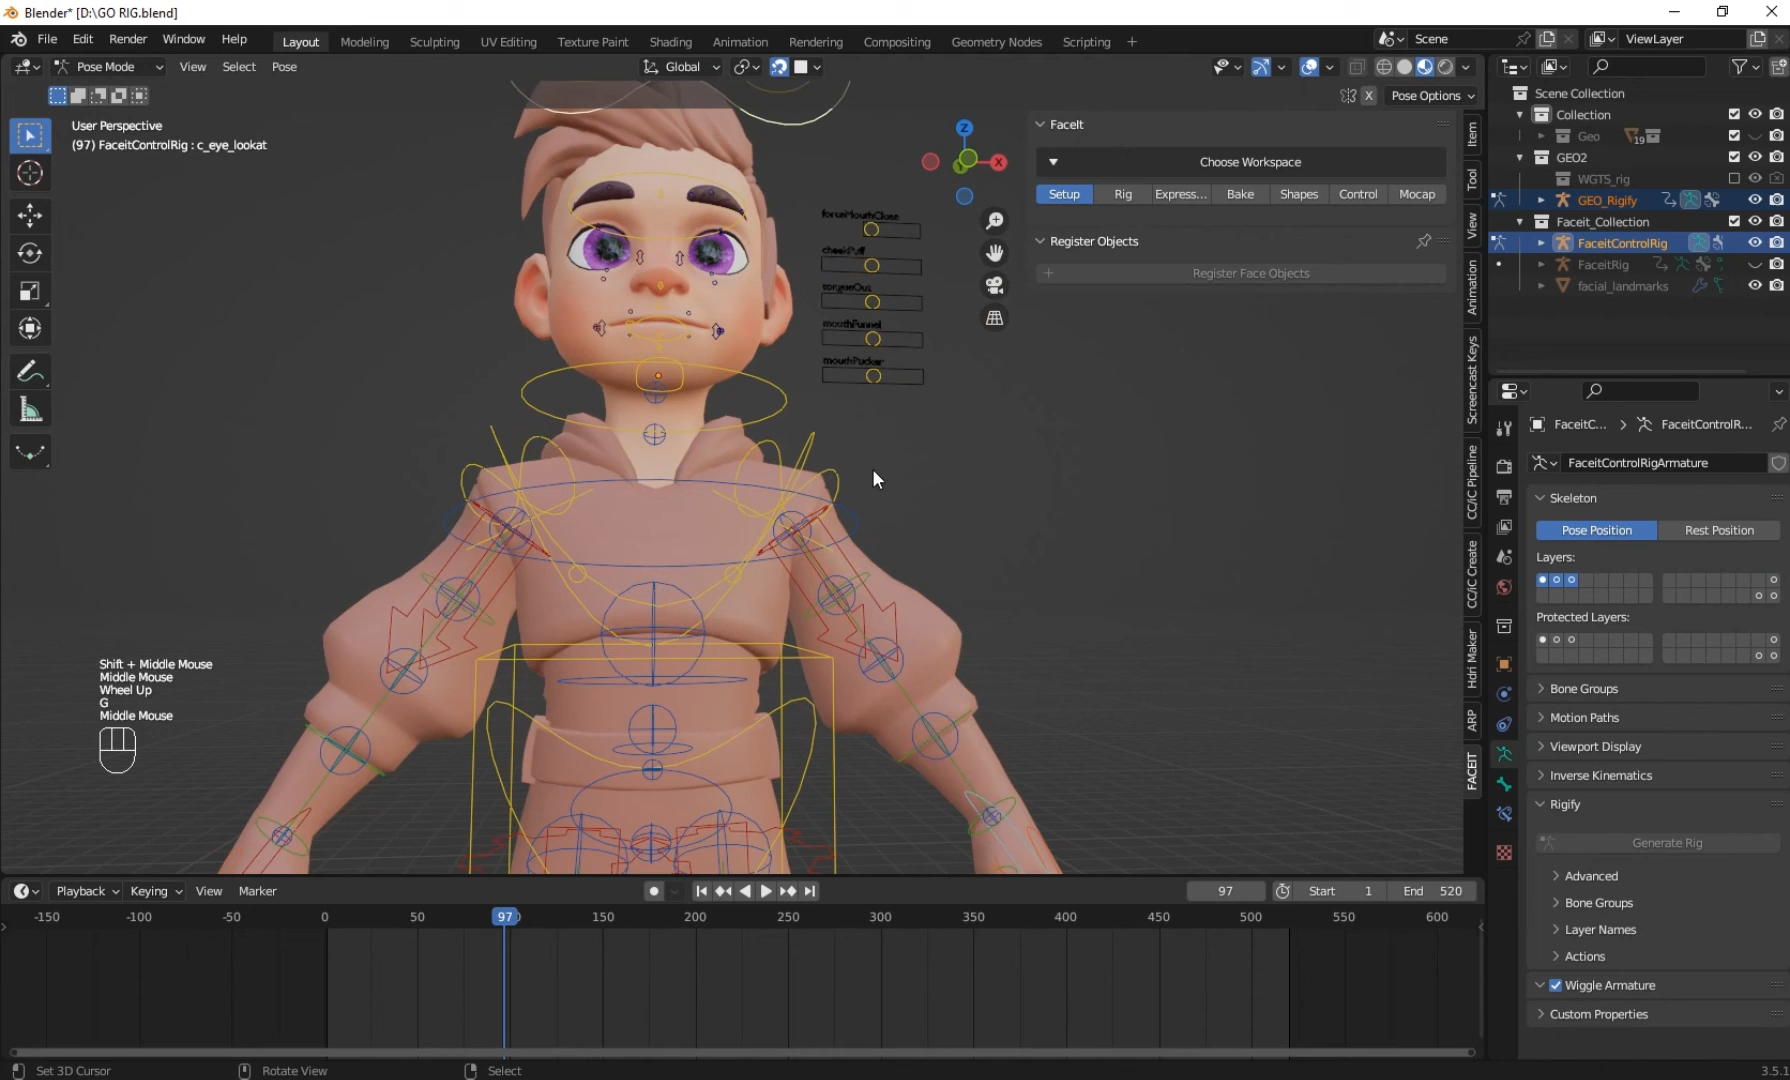 Blender* [D:\GO RIG.blend]
File Edit Render Window Help Layout Modeling Sculpting UV Editing Texture Paint Shading Animation Rendering Compositing Geometry Nodes Scripting + Scene ViewLayer
Pose Mode View Select Pose Global
X Pose Options
User Perspective
(97) FaceitControlRig : c_eye_lookat
Z
X
Y
forceMouthClose
cheekPuff
tongueOut
mouthFunnel
mouthPucker
FaceIt
Choose Workspace
Setup Rig Express... Bake Shapes Control Mocap
Register Objects
Register Face Objects
Item
Tool
View
Animation
Screencast Keys
CC/iC Pipeline
CC/iC Create
Hdri Maker
ARP
FACEIT
Scene Collection
Collection
Geo 19
GEO2
WGTS_rig
GEO_Rigify
Faceit_Collection
FaceitControlRig
FaceitRig
facial_landmarks
FaceitC... FaceitControlR...
FaceitControlRigArmature
Skeleton
Pose Position Rest Position
Layers:
Protected Layers:
Bone Groups
Motion Paths
Viewport Display
Inverse Kinematics
Rigify
Generate Rig
Advanced
Bone Groups
Layer Names
Actions
Wiggle Armature
Custom Properties
Shift + Middle Mouse
Middle Mouse
Wheel Up
G
Middle Mouse
Playback Keying View Marker 97 Start 1 End 520
-150 -100 -50 0 50 97 150 200 250 300 350 400 450 500 550 600
Set 3D Cursor Rotate View Select 3.5.1